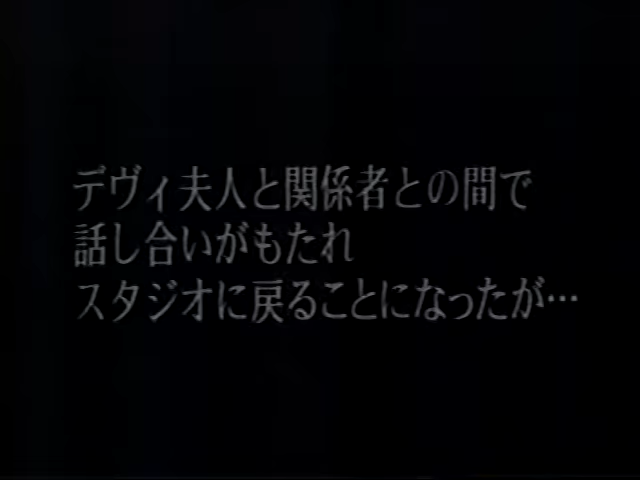 デヴィ夫人と関係者との間で
話し合いがもたれ
スタジオに戻ることになったが…